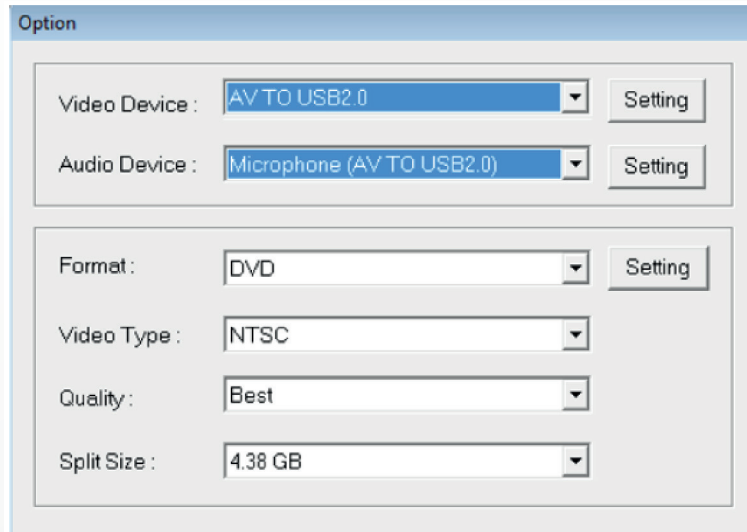 Option
Video Device : AV TO USB2.0 Setting
Audio Device : Microphone (AV TO USB2.0) Setting
Format : DVD Setting
Video Type : NTSC
Quality : Best
Split Size : 4.38 GB